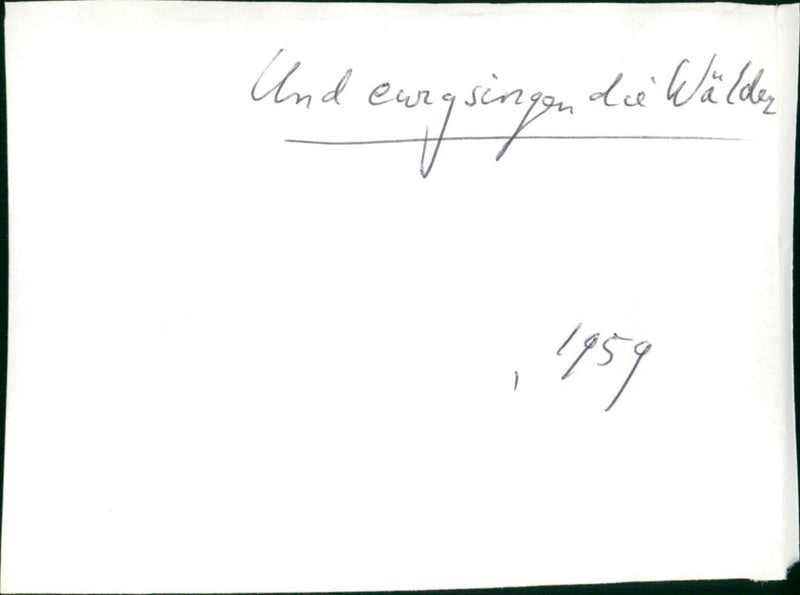 Und ewig singen die Wälder
, 1959